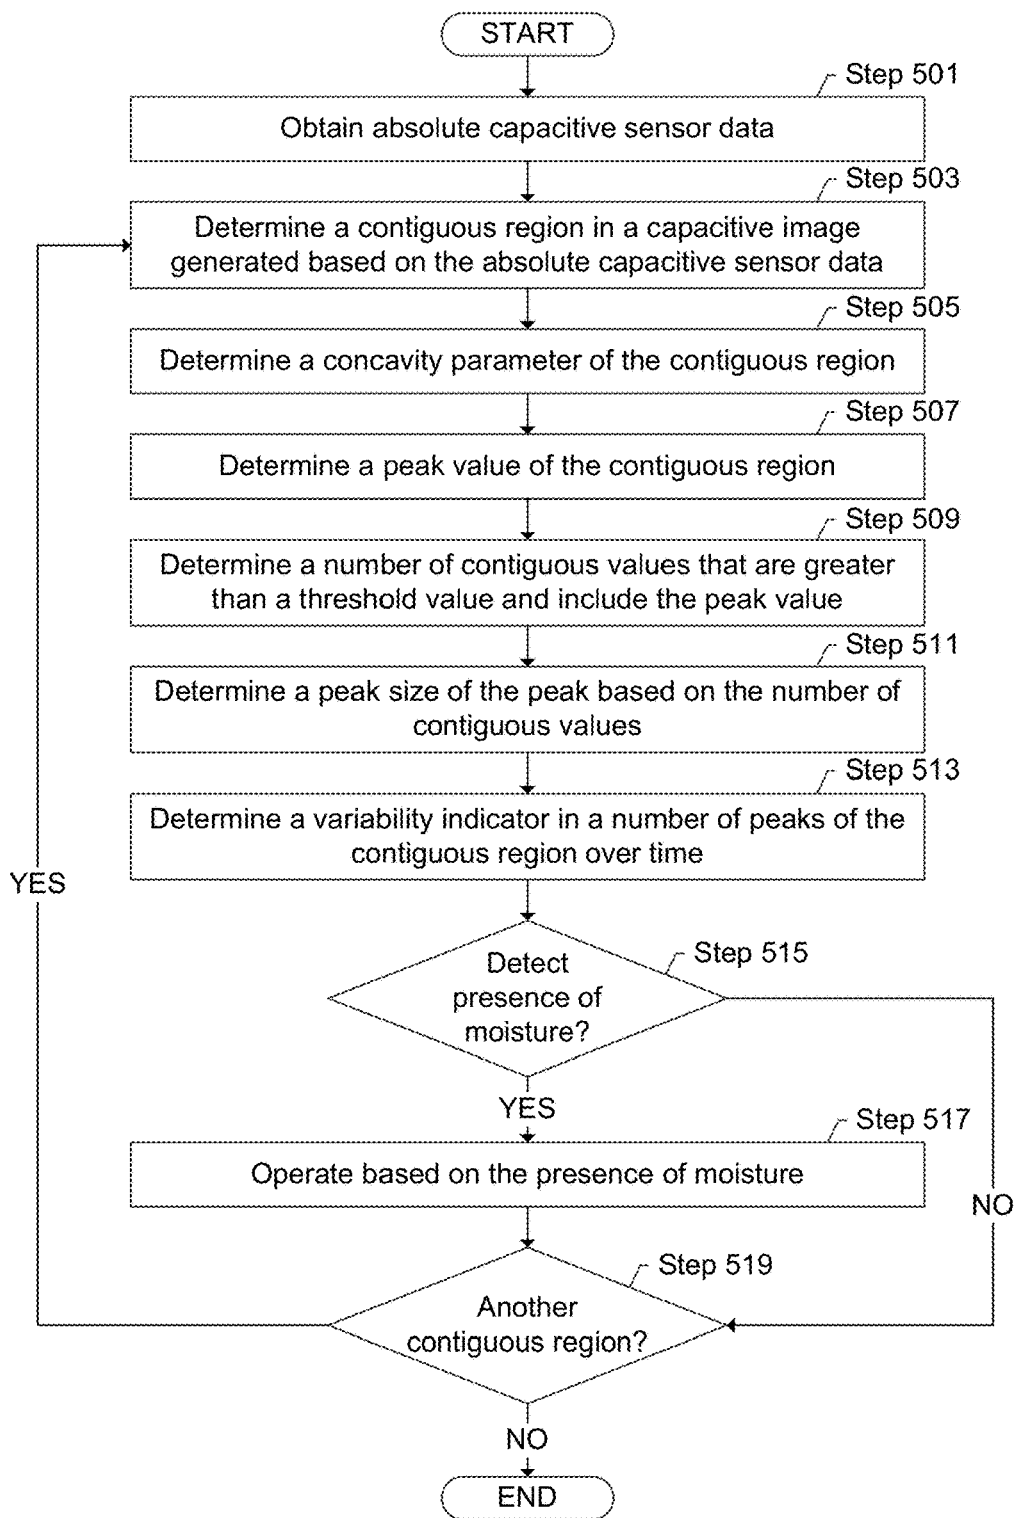 START
Step 501
Obtain absolute capacitive sensor data
Step 503
Determine a contiguous region in a capacitive image
generated based on the absolute capacitive sensor data
Step 505
Determine a concavity parameter of the contiguous region
Step 507
Determine a peak value of the contiguous region
Step 509
Determine a number of contiguous values that are greater
than a threshold value and include the peak value
Step 511
Determine a peak size of the peak based on the number of
contiguous values
Step 513
Determine a variability indicator in a number of peaks of the
contiguous region over time
YES
Step 515
Detect
presence of
moisture?
YES
Step 517
Operate based on the presence of moisture
NO
Step 519
Another
contiguous region?
NO
END